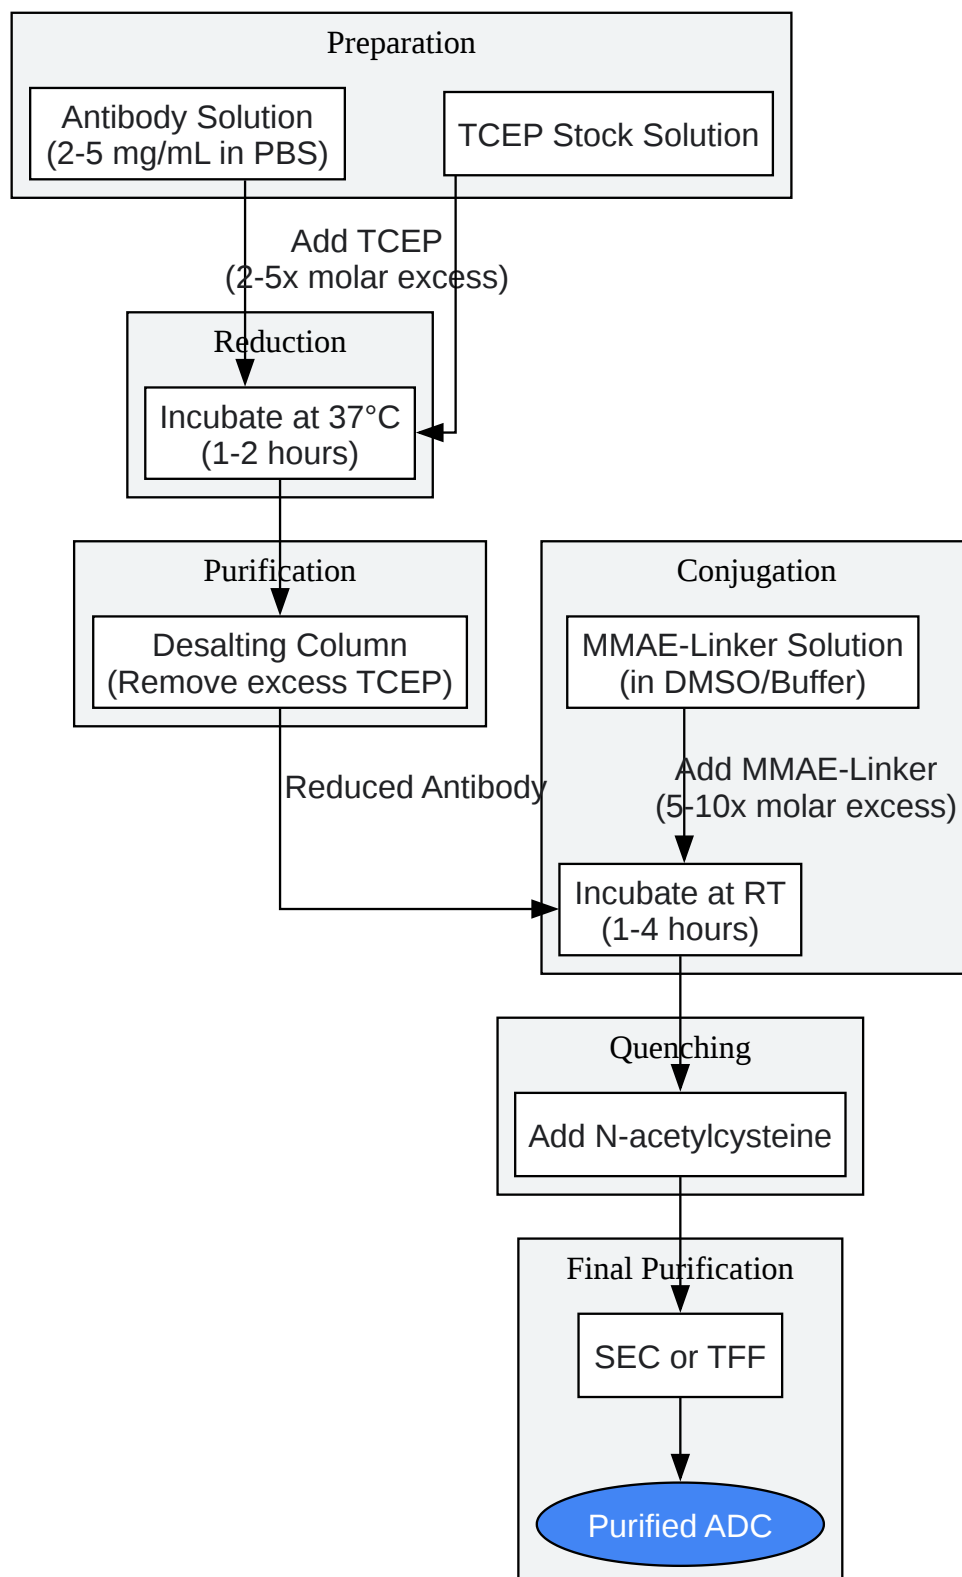 Preparation
Antibody Solution
(2-5 mg/mL in PBS)
TCEP Stock Solution
Add TCEP
(2-5x molar excess)
Reduction
Incubate at 37°C
(1-2 hours)
Purification
Desalting Column
(Remove excess TCEP)
Reduced Antibody
Conjugation
MMAE-Linker Solution
(in DMSO/Buffer)
Add MMAE-Linker
(5-10x molar excess)
Incubate at RT
(1-4 hours)
Quenching
Add N-acetylcysteine
Final Purification
SEC or TFF
Purified ADC